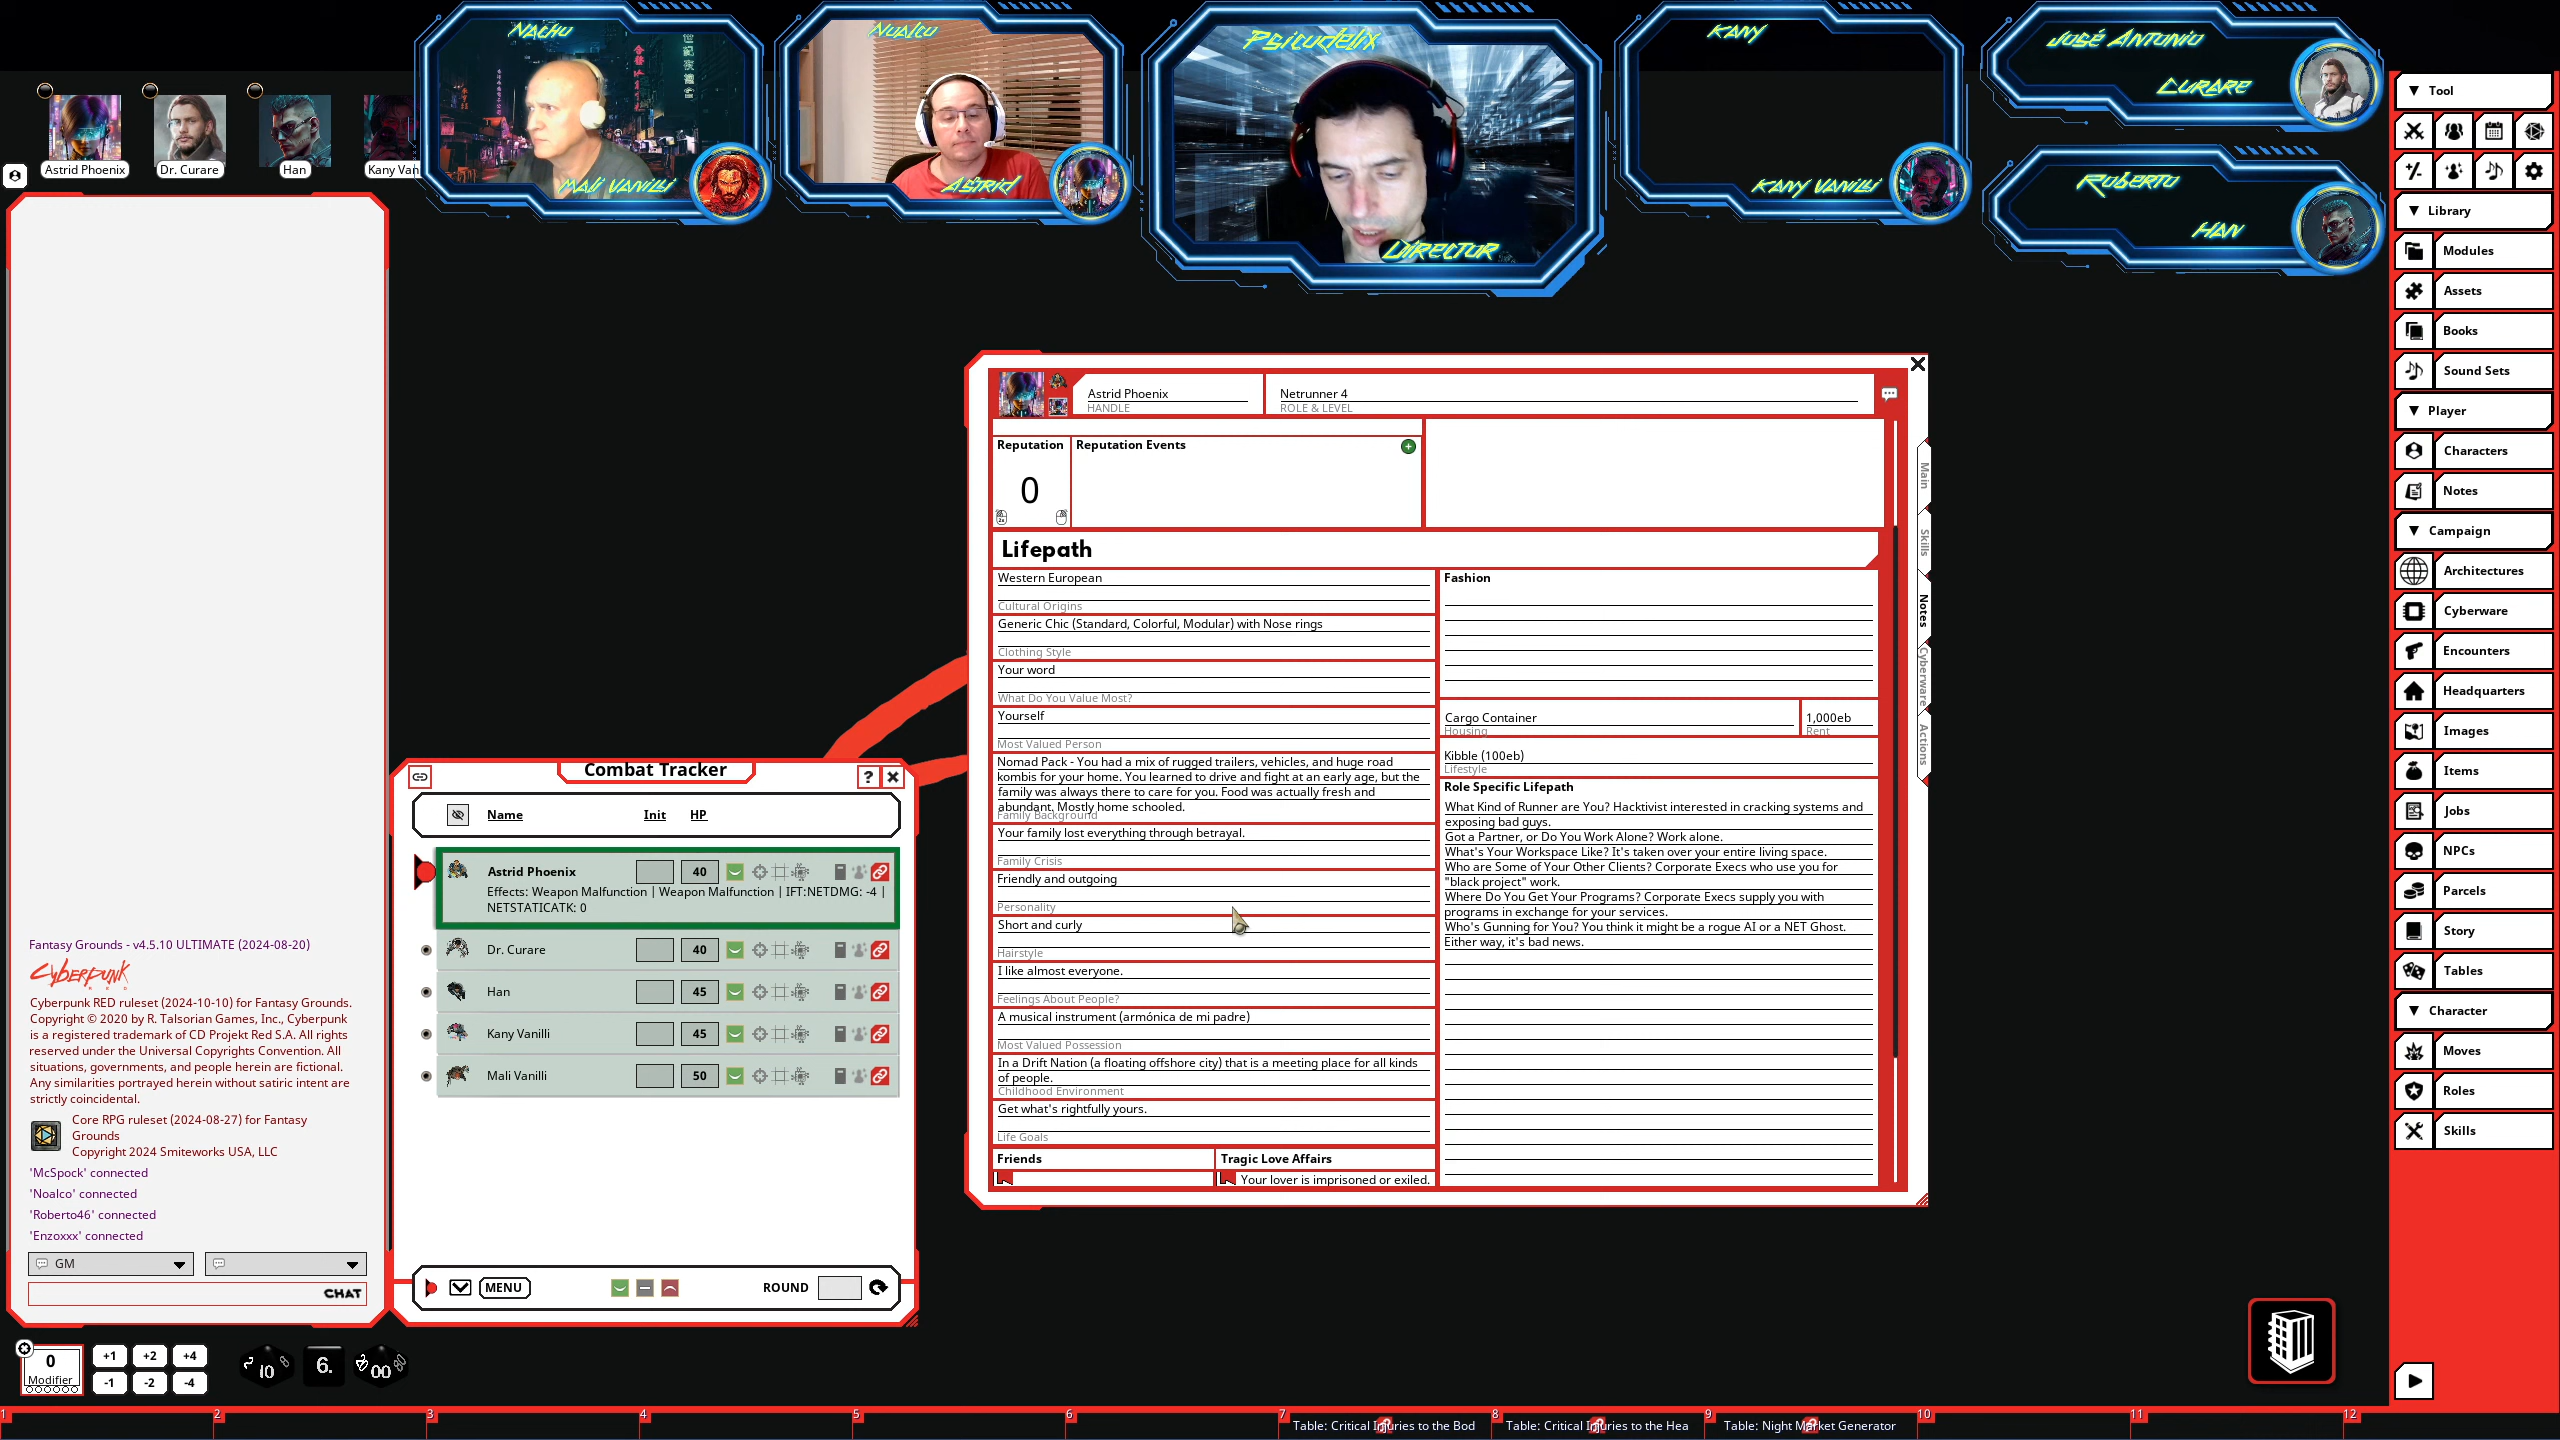 Nachu
Mali Vanilli
Nualcu
Astrid
Psicudelix
Director
Kany
Kany Vanilli
José Antonio
Curare
Roberto
Han
Astrid Phoenix
Dr. Curare
Han
Kany Van
Fantasy Grounds - v4.5.10 ULTIMATE (2024-08-20)
Cyberpunk
RED
Cyberpunk RED ruleset (2024-10-10) for Fantasy Grounds.
Copyright © 2020 by R. Talsorian Games, Inc., Cyberpunk
is a registered trademark of CD Projekt Red S.A. All rights
reserved under the Universal Copyrights Convention. All
situations, governments, and people herein are fictional.
Any similarities portrayed herein without satiric intent are
strictly coincidental.
Core RPG ruleset (2024-08-27) for Fantasy
Grounds
Copyright 2024 Smiteworks USA, LLC
'McSpock' connected
'Noalco' connected
'Roberto46' connected
'Enzoxxx' connected
GM
CHAT
Combat Tracker
?
Name Init HP
Astrid Phoenix 40
Effects: Weapon Malfunction | Weapon Malfunction | IFT:NETDMG: -4 |
NETSTATICATK: 0
Dr. Curare 40
Han 45
Kany Vanilli 45
Mali Vanilli 50
MENU ROUND
Astrid Phoenix
HANDLE
Netrunner 4
ROLE & LEVEL
Reputation
0
Reputation Events
Lifepath
Western European
Cultural Origins
Generic Chic (Standard, Colorful, Modular) with Nose rings
Clothing Style
Your word
What Do You Value Most?
Yourself
Most Valued Person
Nomad Pack - You had a mix of rugged trailers, vehicles, and huge road
kombis for your home. You learned to drive and fight at an early age, but the
family was always there to care for you. Food was actually fresh and
abundant. Mostly home schooled.
Family Background
Your family lost everything through betrayal.
Family Crisis
Friendly and outgoing
Personality
Short and curly
Hairstyle
I like almost everyone.
Feelings About People?
A musical instrument (armónica de mi padre)
Most Valued Possession
In a Drift Nation (a floating offshore city) that is a meeting place for all kinds
of people.
Childhood Environment
Get what's rightfully yours.
Life Goals
Friends
Tragic Love Affairs
Your lover is imprisoned or exiled.
Fashion
Cargo Container
Housing
1,000eb
Rent
Kibble (100eb)
Lifestyle
Role Specific Lifepath
What Kind of Runner are You? Hacktivist interested in cracking systems and
exposing bad guys.
Got a Partner, or Do You Work Alone? Work alone.
What's Your Workspace Like? It's taken over your entire living space.
Who are Some of Your Other Clients? Corporate Execs who use you for
"black project" work.
Where Do You Get Your Programs? Corporate Execs supply you with
programs in exchange for your services.
Who's Gunning for You? You think it might be a rogue AI or a NET Ghost.
Either way, it's bad news.
Main
Skills
Notes
Cyberware
Actions
Tool
Library
Modules
Assets
Books
Sound Sets
Player
Characters
Notes
Campaign
Architectures
Cyberware
Encounters
Headquarters
Images
Items
Jobs
NPCs
Parcels
Story
Tables
Character
Moves
Roles
Skills
0
Modifier
+1 +2 +4
-1 -2 -4
10
6.
00
1 2 3 4 5 6 7 8 9 10 11 12
Table: Critical Injuries to the Bod
Table: Critical Injuries to the Hea
Table: Night Market Generator